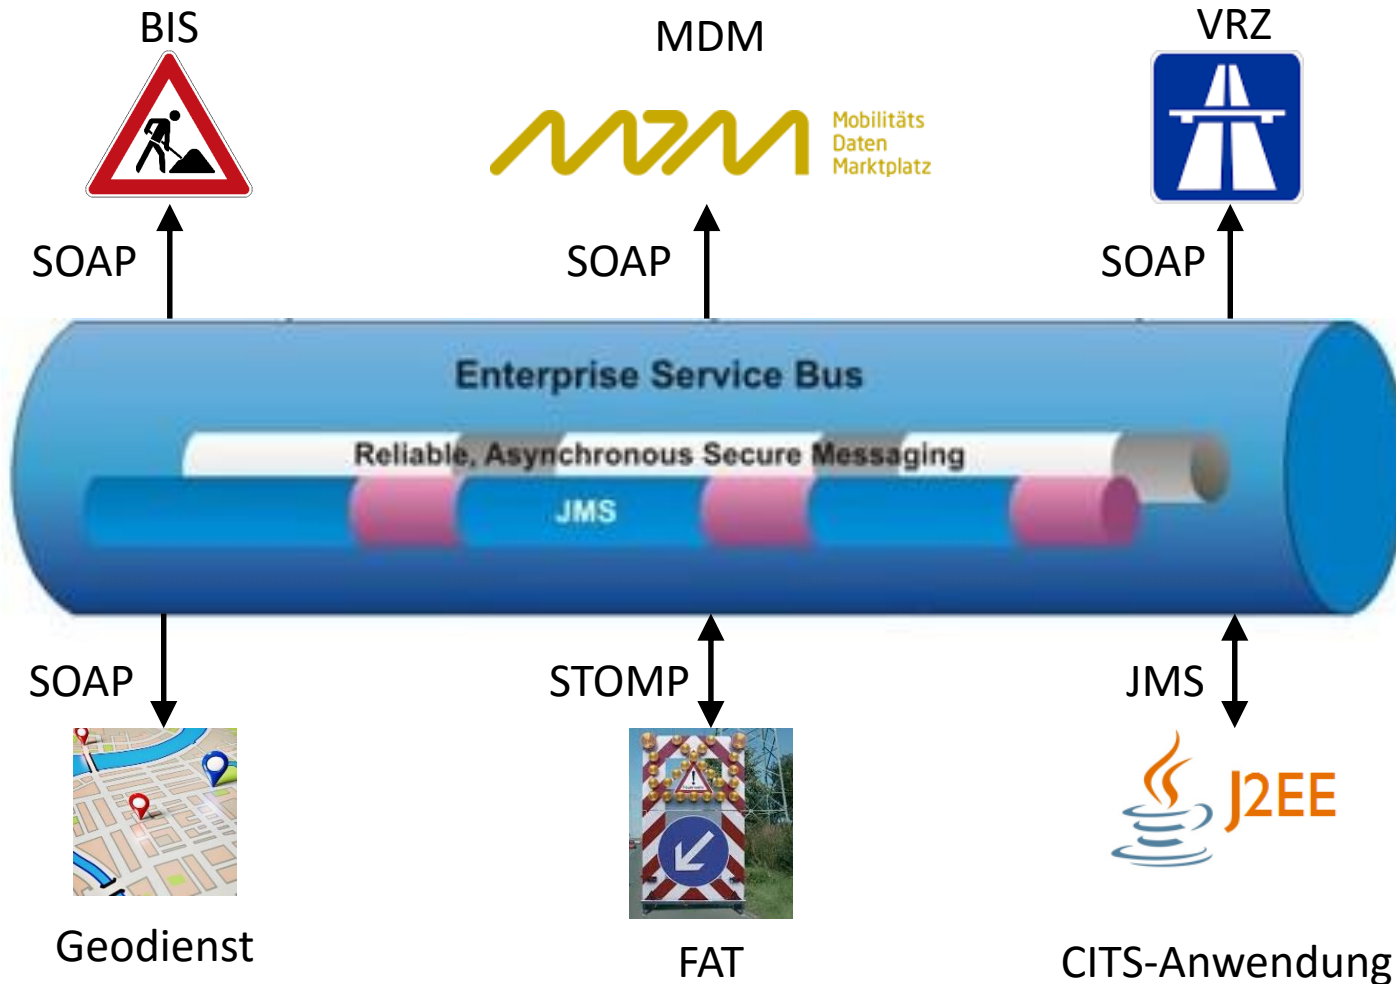 BIS
MDM
VRZ
Mobilitäts
Daten
Marktplatz
SOAP
SOAP
SOAP
Enterprise Service Bus
Reliable, Asynchronous Secure Messaging
JMS
SOAP
STOMP
JMS
J2EE
Geodienst
FAT
CITS-Anwendung